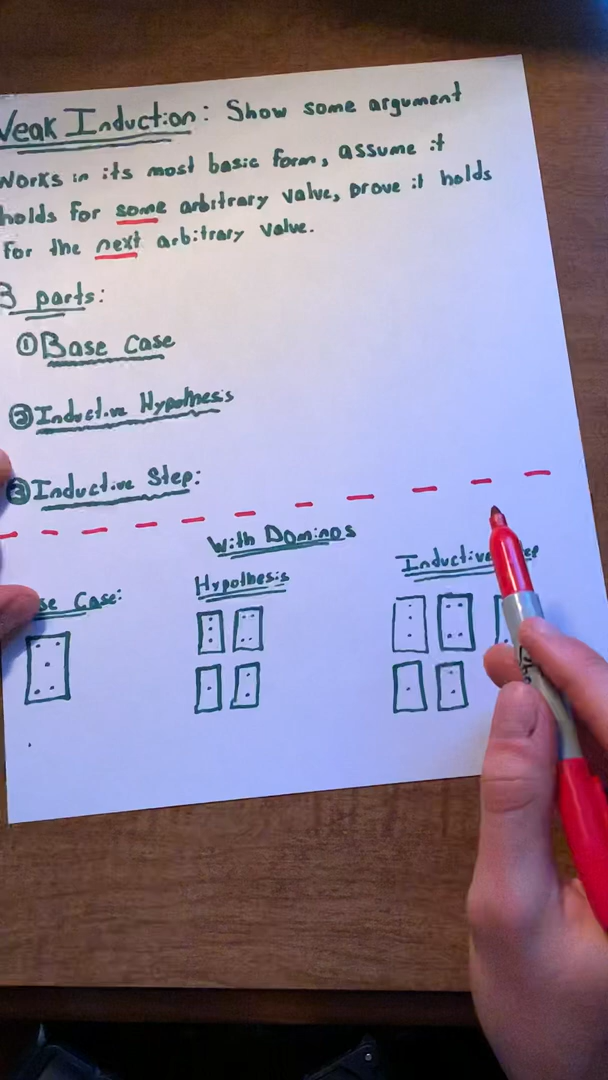 Weak Induction: Show some argument
Works in its most basic form, assume it
holds for some arbitrary value, prove it holds
for the next arbitrary value.
3 parts:
①Base Case
②Inductive Hypothesis
③Inductive Step:
With Dominos
Base Case:
Hypothesis
Inductive Step